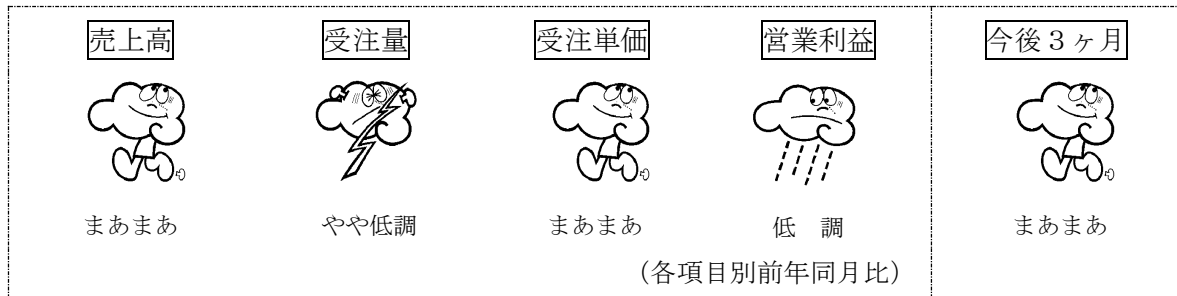 売上高 受注量 受注単価 営業利益 今後３ヶ月
まあまあ やや低調 まあまあ 低　調 まあまあ
（各項目別前年同月比）